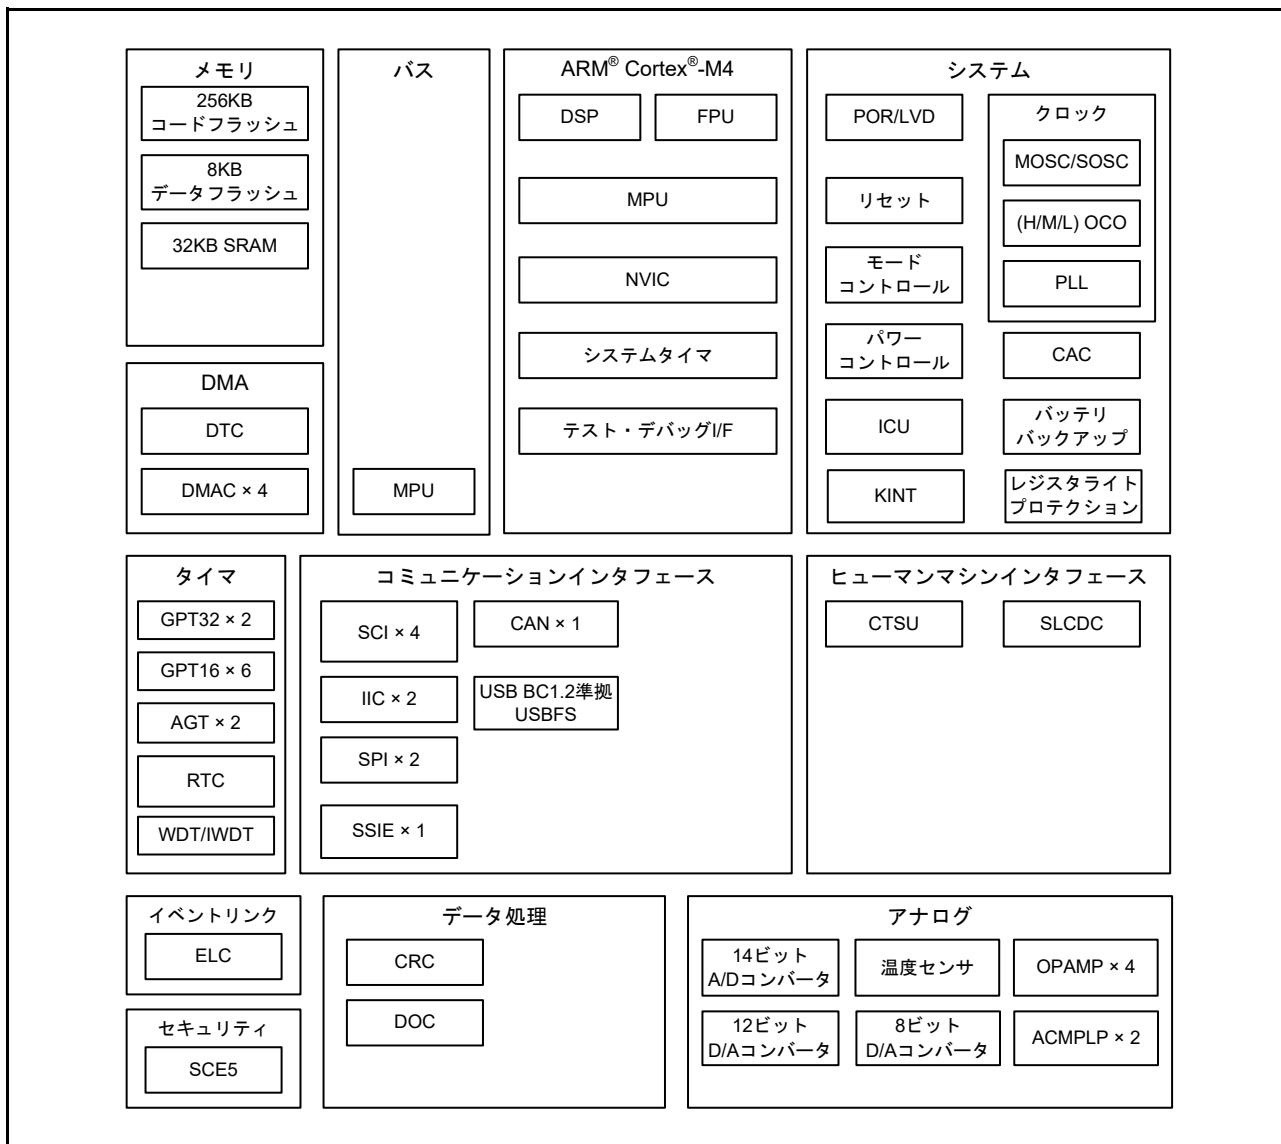 メモリ
256KB
コードフラッシュ
8KB
データフラッシュ
32KB SRAM
DMA
DTC
DMAC × 4
バス
MPU
ARM® Cortex®-M4
DSP
FPU
MPU
NVIC
システムタイマ
テスト・デバッグI/F
システム
POR/LVD
リセット
モード
コントロール
パワー
コントロール
ICU
KINT
クロック
MOSC/SOSC
(H/M/L) OCO
PLL
CAC
バッテリ
バックアップ
レジスタライト
プロテクション
タイマ
GPT32 × 2
GPT16 × 6
AGT × 2
RTC
WDT/IWDT
コミュニケーションインタフェース
SCI × 4
IIC × 2
SPI × 2
SSIE × 1
CAN × 1
USB BC1.2準拠
USBFS
ヒューマンマシンインタフェース
CTSU
SLCDC
イベントリンク
ELC
セキュリティ
SCE5
データ処理
CRC
DOC
アナログ
14ビット
A/Dコンバータ
温度センサ
OPAMP × 4
12ビット
D/Aコンバータ
8ビット
D/Aコンバータ
ACMPLP × 2